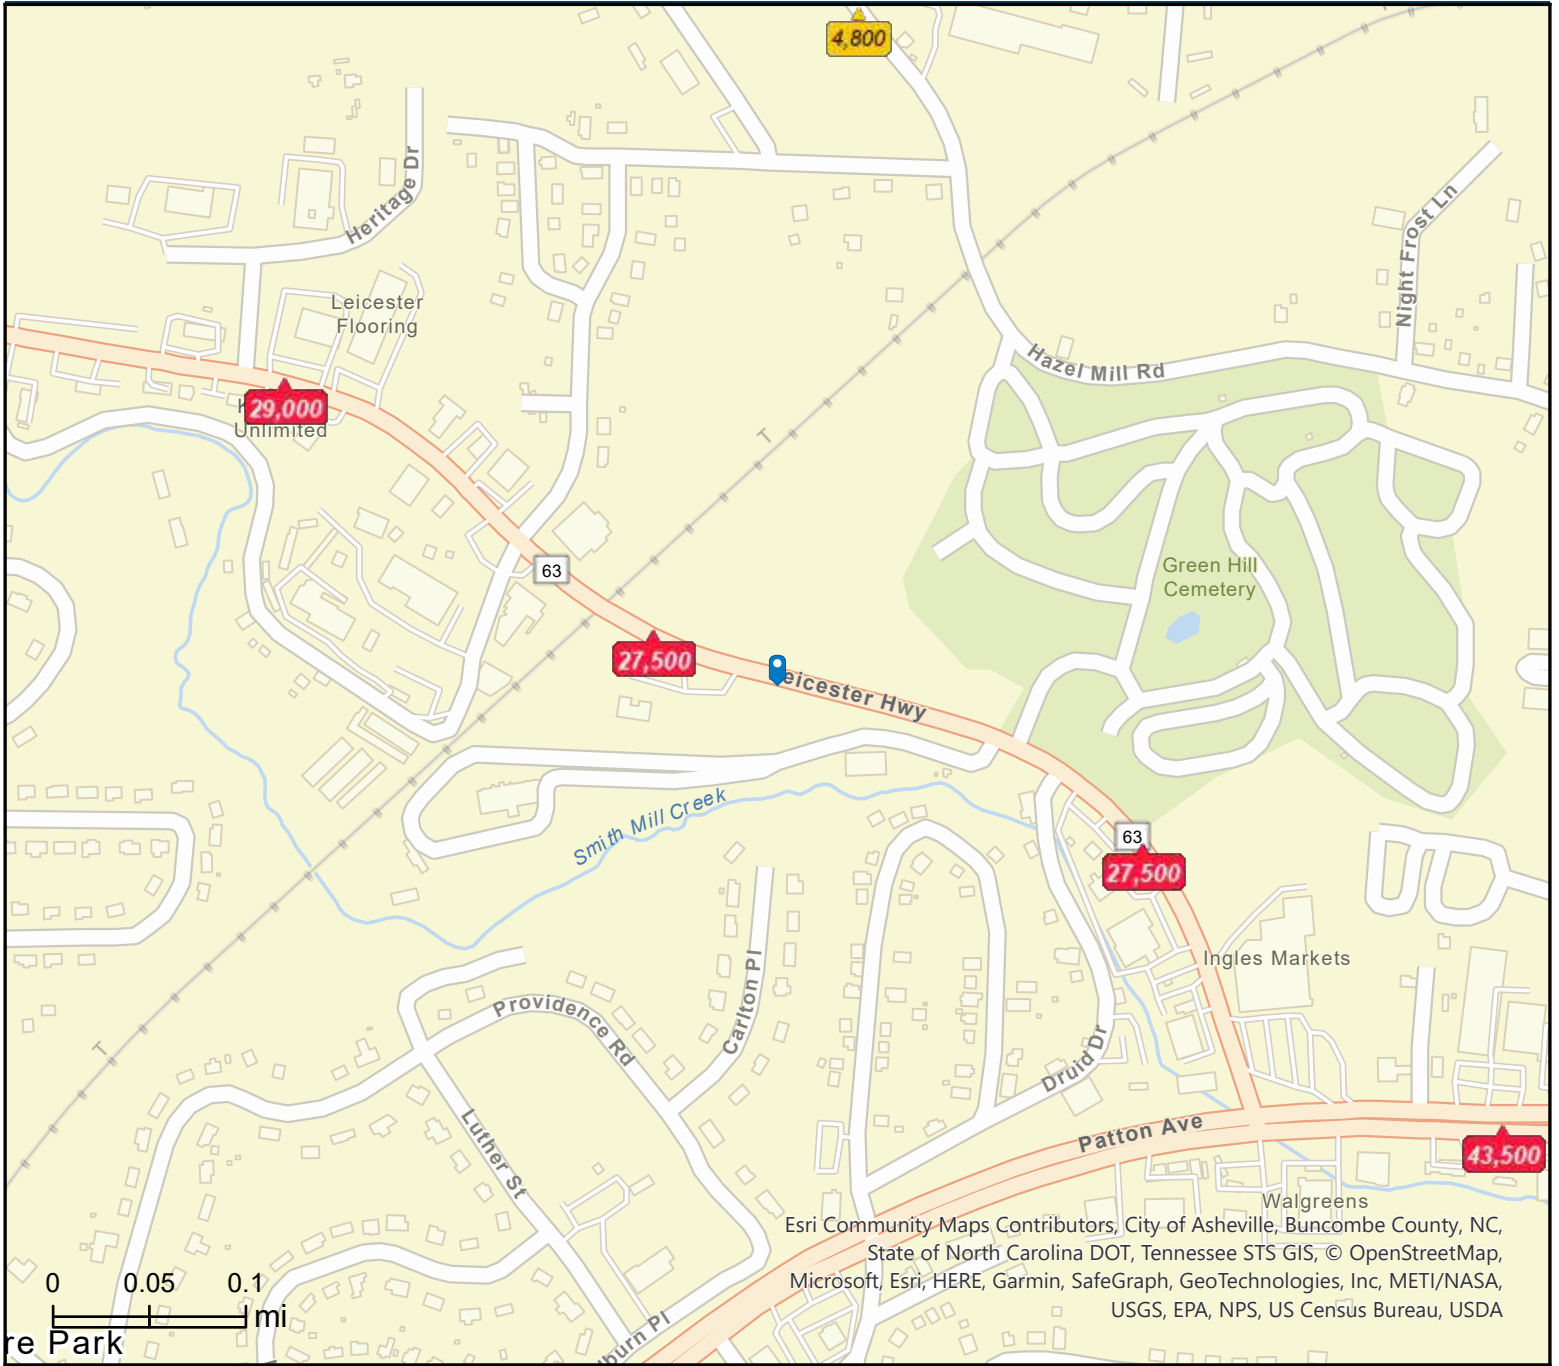 4,800
Heritage Dr
Night Frost Ln
Leicester
Flooring
Hazel Mill Rd
29,000
Unlimited
T
63
Green Hill
Cemetery
27,500
eicester Hwy
Smith Mill Creek
63
27,500
Ingles Markets
Carlton Pl
Providence Rd
T
Druid Dr
Luther St
Patton Ave
43,500
Walgreens
Esri Community Maps Contributors, City of Asheville, Buncombe County, NC,
State of North Carolina DOT, Tennessee STS GIS, © OpenStreetMap,
Microsoft, Esri, HERE, Garmin, SafeGraph, GeoTechnologies, Inc, METI/NASA,
USGS, EPA, NPS, US Census Bureau, USDA
0 0.05 0.1
mi
re Park
lburn Pl